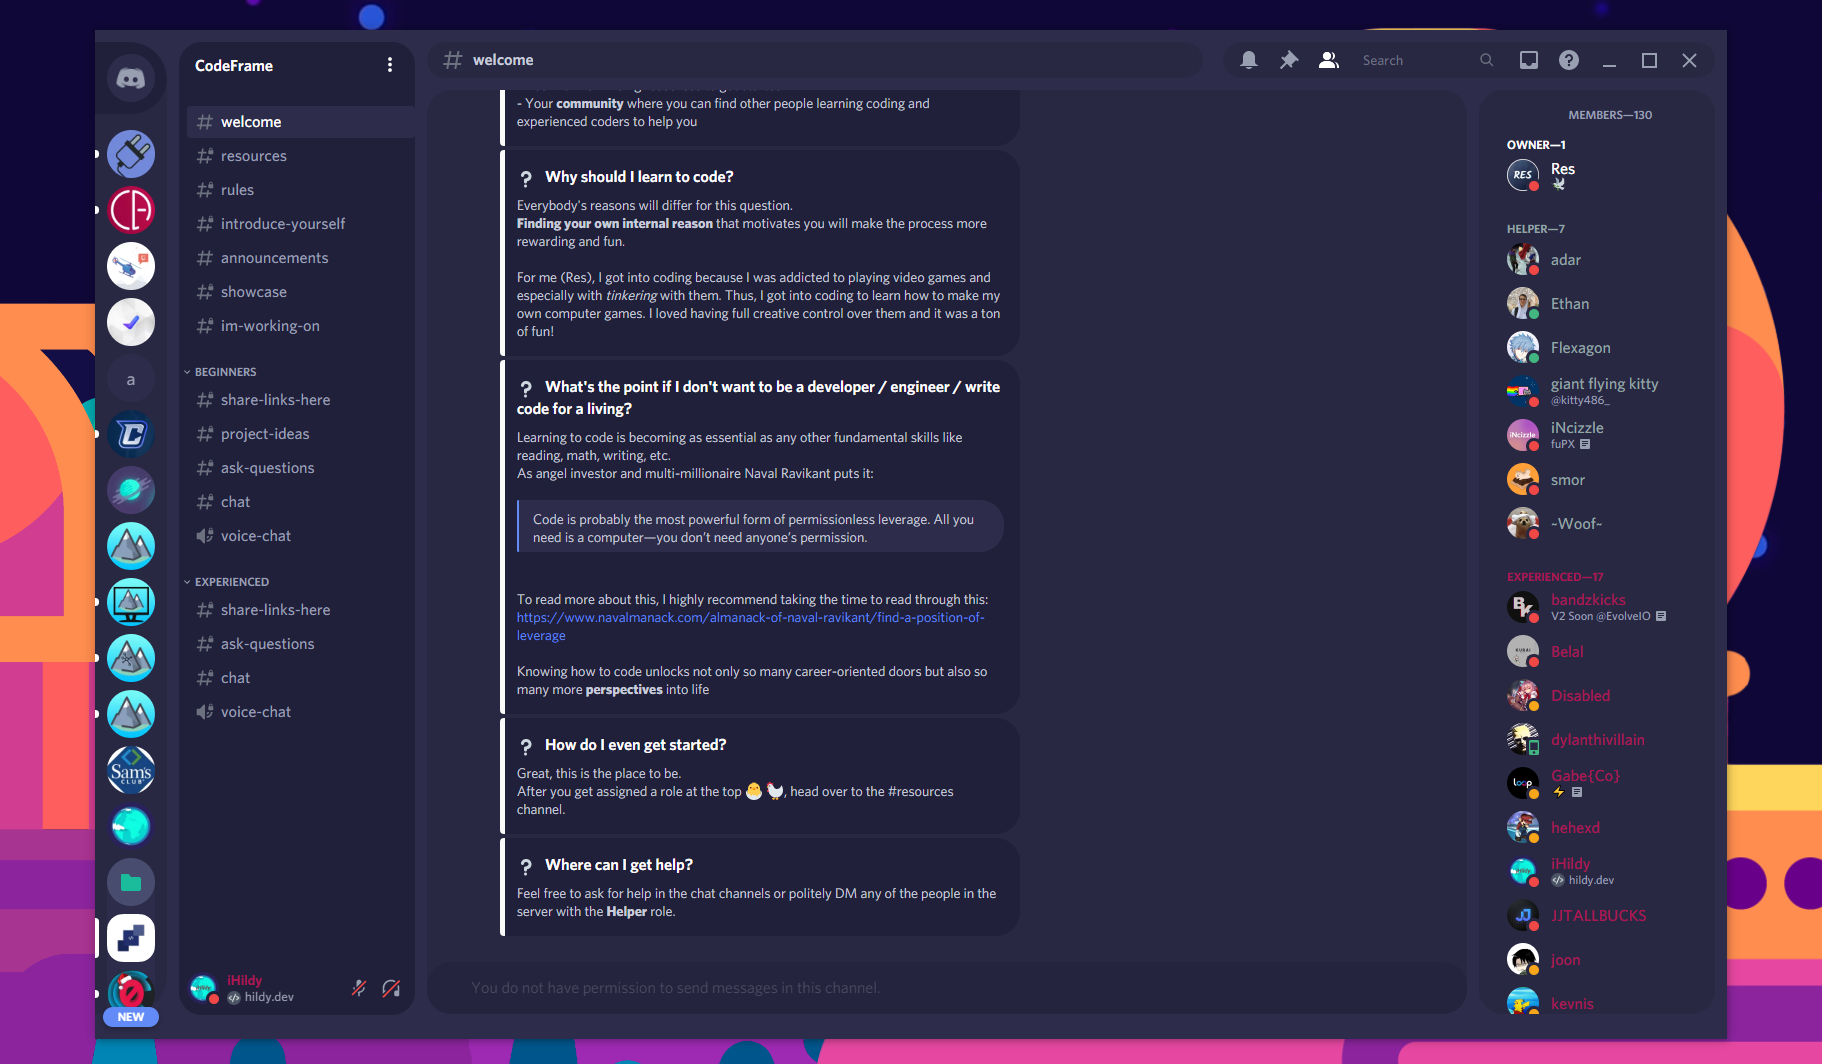 CodeFrame
welcome
resources
rules
introduce-yourself
announcements
showcase
im-working-on
BEGINNERS
share-links-here
project-ideas
ask-questions
chat
voice-chat
EXPERIENCED
share-links-here
ask-questions
chat
voice-chat
a
Sam's
CLUB
NEW
iHildy
hildy.dev
# welcome
Search
- Your community where you can find other people learning coding and
experienced coders to help you
? Why should I learn to code?
Everybody's reasons will differ for this question.
Finding your own internal reason that motivates you will make the process more
rewarding and fun.
For me (Res), I got into coding because I was addicted to playing video games and
especially with tinkering with them. Thus, I got into coding to learn how to make my
own computer games. I loved having full creative control over them and it was a ton
of fun!
? What's the point if I don't want to be a developer / engineer / write
code for a living?
Learning to code is becoming as essential as any other fundamental skills like
reading, math, writing, etc.
As angel investor and multi-millionaire Naval Ravikant puts it:
Code is probably the most powerful form of permissionless leverage. All you
need is a computer—you don't need anyone's permission.
To read more about this, I highly recommend taking the time to read through this:
https://www.navalmanack.com/almanack-of-naval-ravikant/find-a-position-of-
leverage
Knowing how to code unlocks not only so many career-oriented doors but also so
many more perspectives into life
? How do I even get started?
Great, this is the place to be.
After you get assigned a role at the top 🐣 🐓, head over to the #resources
channel.
? Where can I get help?
Feel free to ask for help in the chat channels or politely DM any of the people in the
server with the Helper role.
You do not have permission to send messages in this channel.
MEMBERS—130
OWNER—1
RES
Res
HELPER—7
adar
Ethan
Flexagon
giant flying kitty
@kitty486_
iNcizzle
iNcizzle
fuPX
smor
~Woof~
EXPERIENCED—17
bandzkicks
V2 Soon @EvolveIO
Belal
Disabled
dylanthivillain
loop
Gabe{Co}
hehexd
iHildy
hildy.dev
JJ
JJTALLBUCKS
joon
kevnis